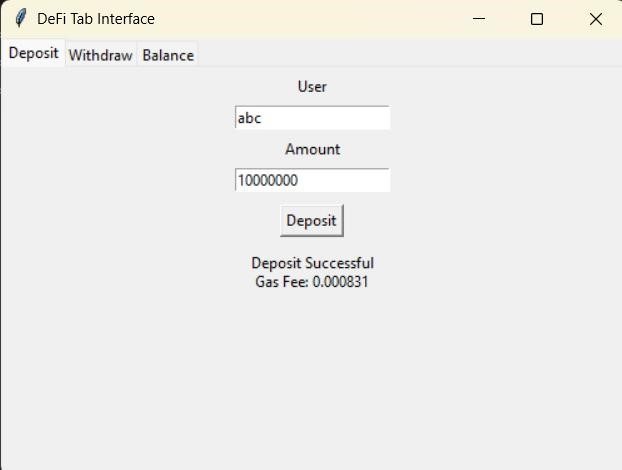 DeFi Tab Interface
Deposit Withdraw Balance
User
abc
Amount
10000000
Deposit
Deposit Successful
Gas Fee: 0.000831